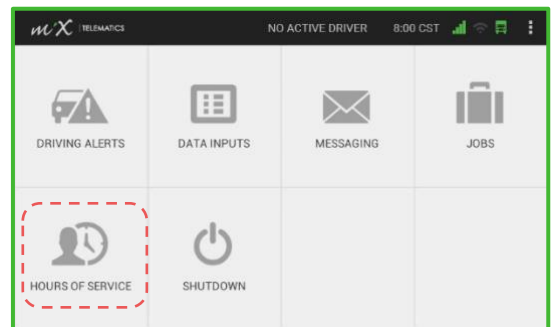 miX TELEMATICS NO ACTIVE DRIVER 8:00 CST
DRIVING ALERTS DATA INPUTS MESSAGING JOBS
HOURS OF SERVICE SHUTDOWN